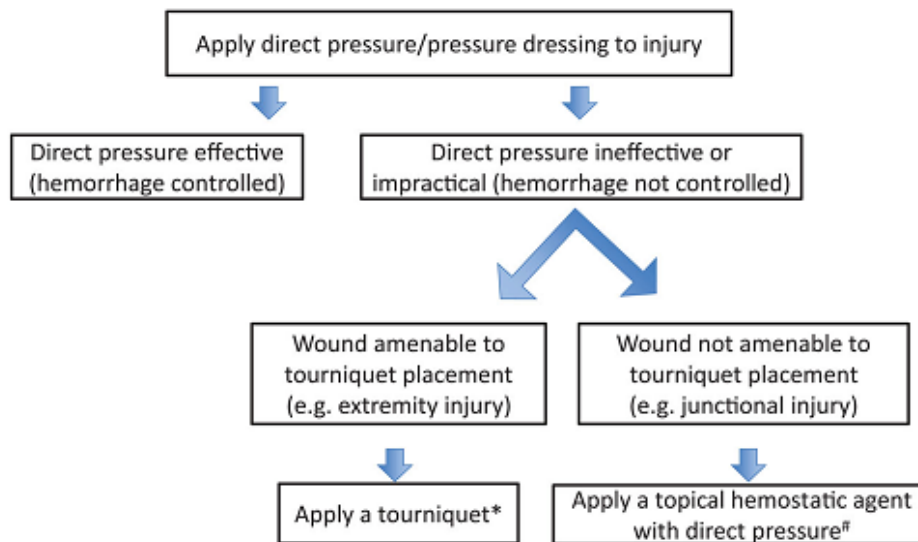 Apply direct pressure/pressure dressing to injury
Direct pressure effective
(hemorrhage controlled)
Direct pressure ineffective or
impractical (hemorrhage not controlled)
Wound amenable to
tourniquet placement
(e.g. extremity injury)
Wound not amenable to
tourniquet placement
(e.g. junctional injury)
Apply a tourniquet*
Apply a topical hemostatic agent
with direct pressure#